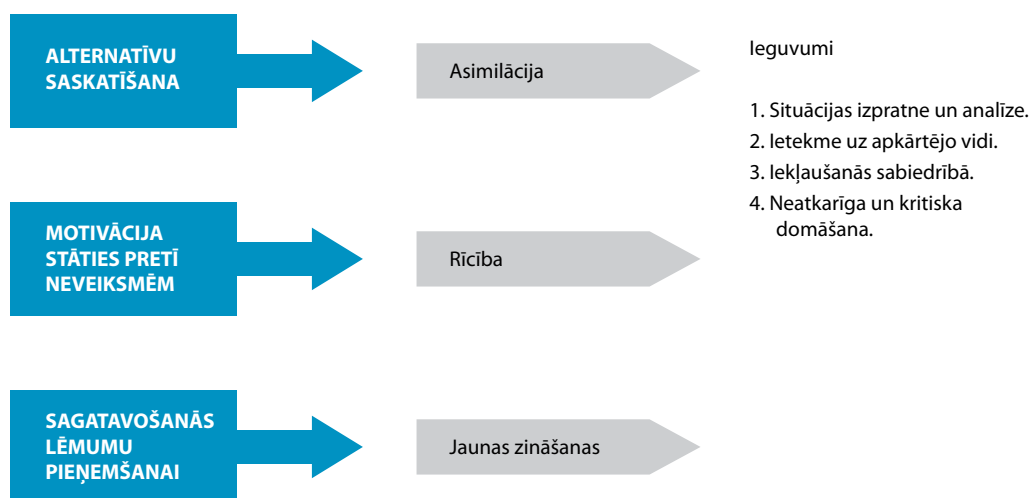 ALTERNATĪVU
SASKATĪŠANA
Asimilācija
Ieguvumi
1. Situācijas izpratne un analīze.
2. Ietekme uz apkārtējo vidi.
3. Iekļaušanās sabiedrībā.
4. Neatkarīga un kritiska
domāšana.
MOTIVĀCIJA
STĀTIES PRETĪ
NEVEIKSMĒM
Rīcība
SAGATAVOŠANĀS
LĒMUMU
PIEŅEMŠANAI
Jaunas zināšanas